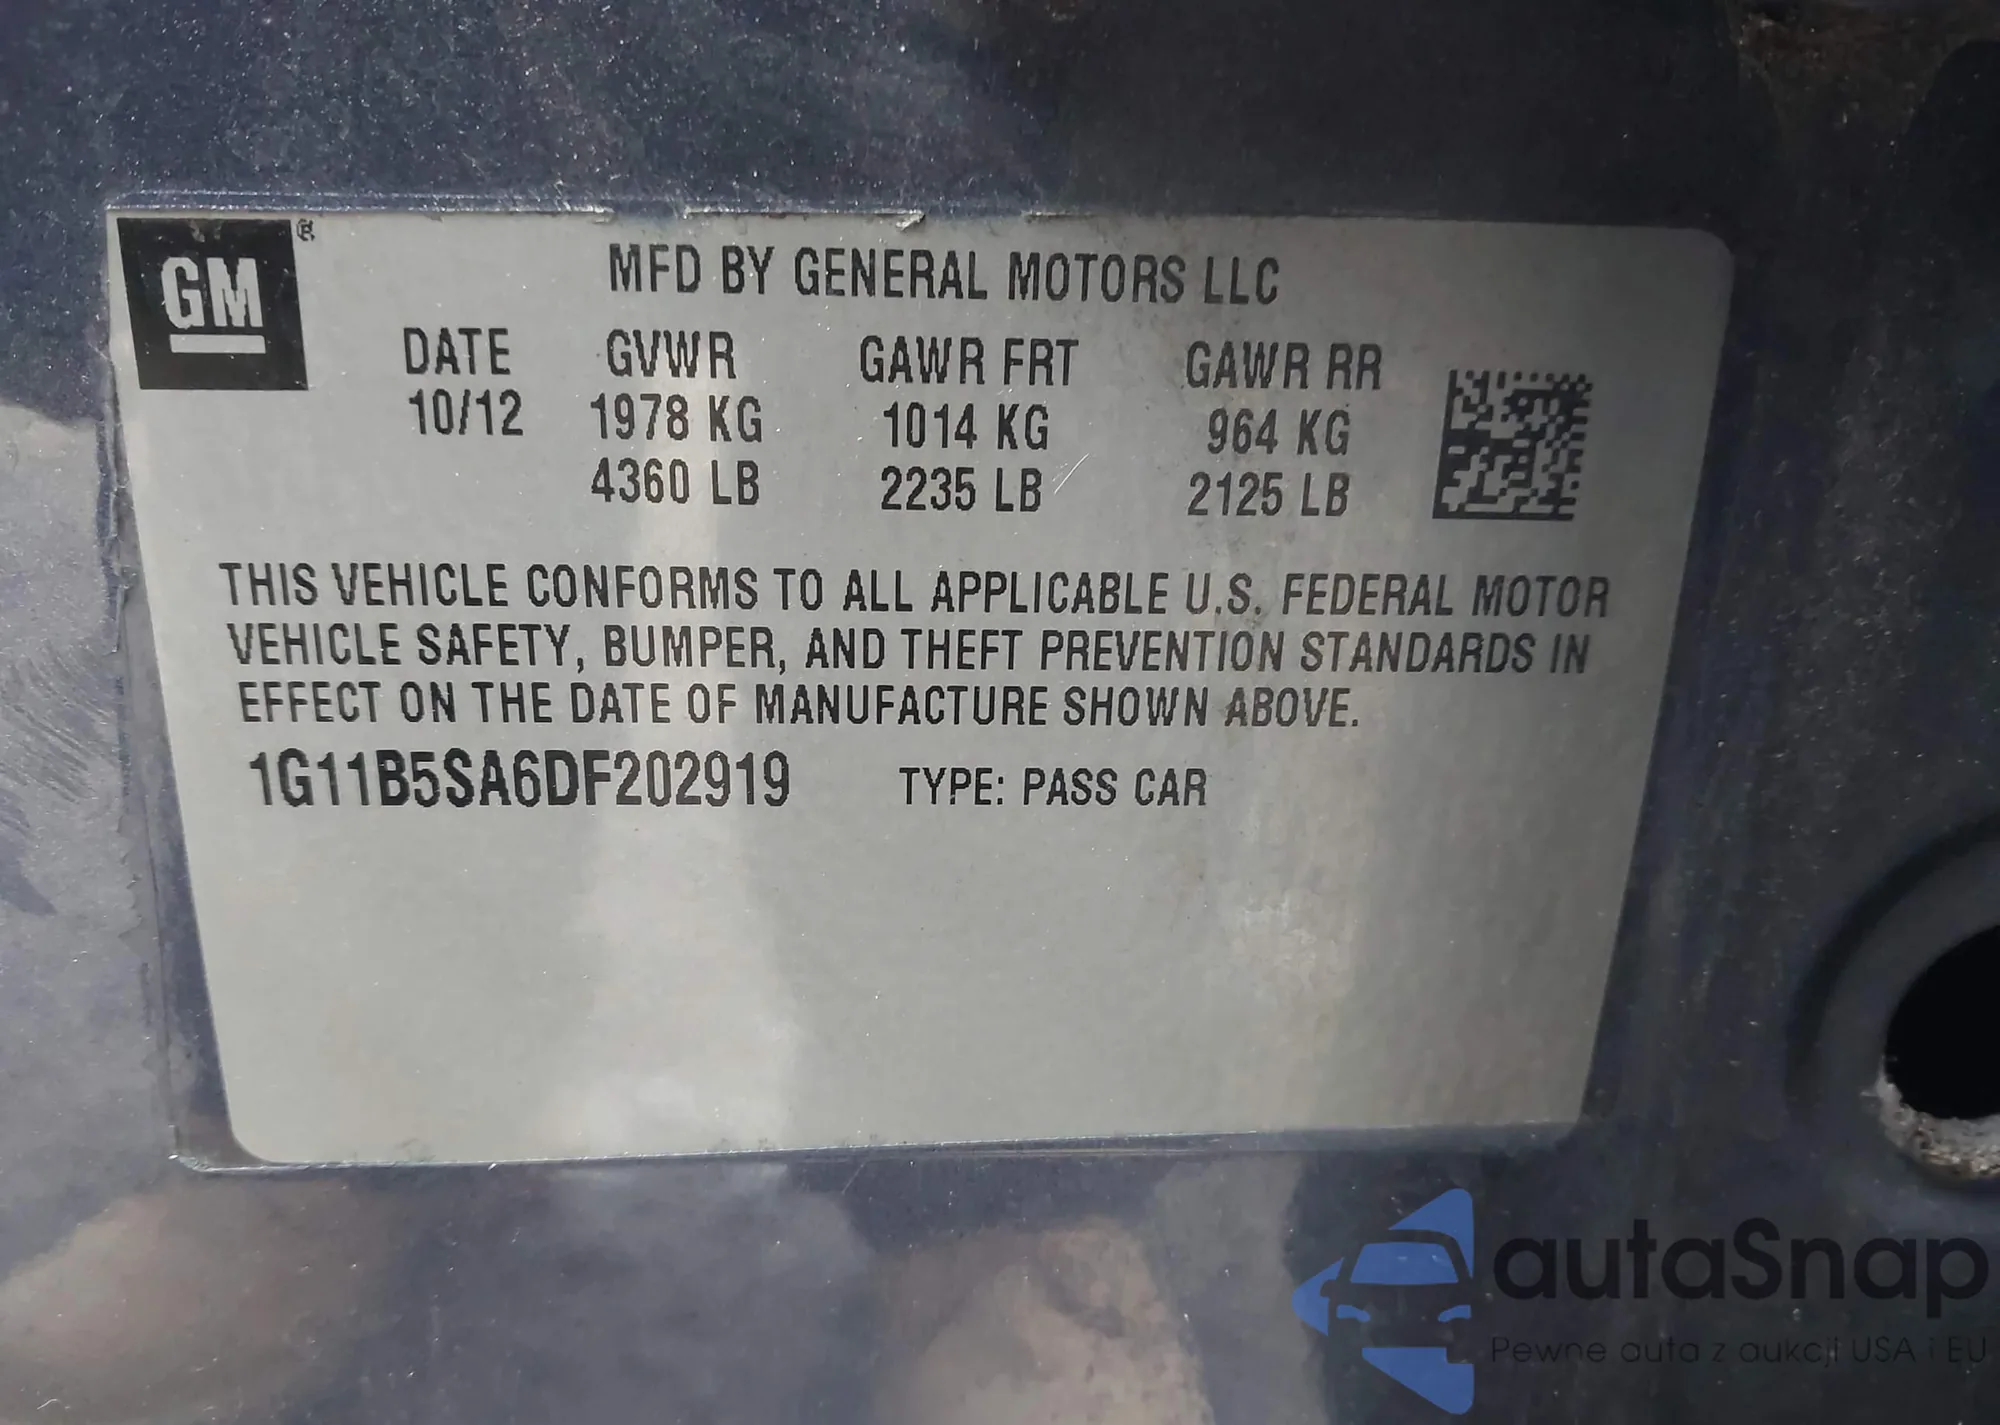 GM ®
MFD BY GENERAL MOTORS LLC
DATE GVWR GAWR FRT GAWR RR
10/12 1978 KG 1014 KG 964 KG
4360 LB 2235 LB 2125 LB
THIS VEHICLE CONFORMS TO ALL APPLICABLE U.S. FEDERAL MOTOR
VEHICLE SAFETY, BUMPER, AND THEFT PREVENTION STANDARDS IN
EFFECT ON THE DATE OF MANUFACTURE SHOWN ABOVE.
1G11B5SA6DF202919 TYPE: PASS CAR
autaSnap
Pewne auta z aukcji USA i EU